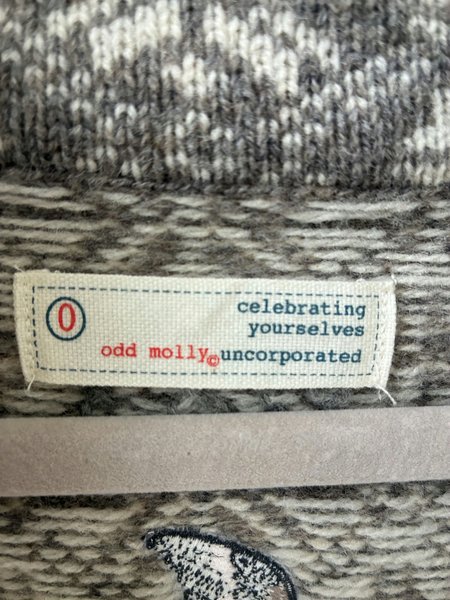 0
celebrating
yourselves
odd molly©uncorporated